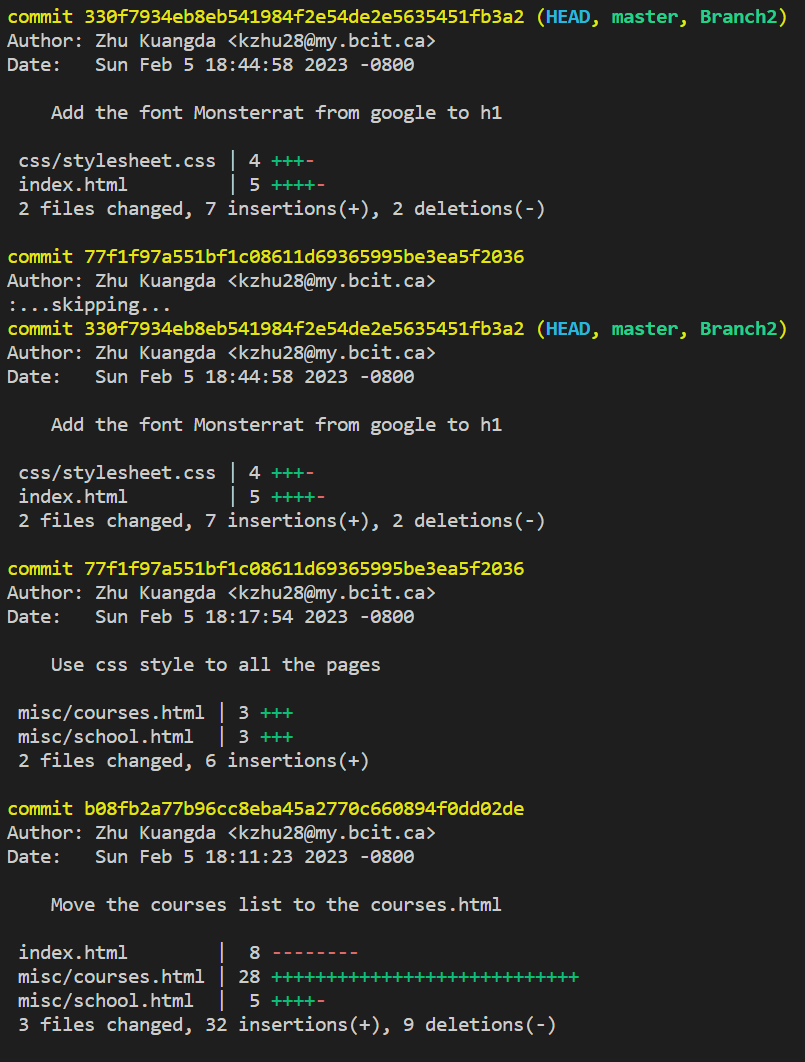 commit 330f7934eb8eb541984f2e54de2e5635451fb3a2 (HEAD, master, Branch2)
Author: Zhu Kuangda <kzhu28@my.bcit.ca>
Date:   Sun Feb 5 18:44:58 2023 -0800

    Add the font Monsterrat from google to h1

 css/stylesheet.css | 4 +++-
 index.html         | 5 ++++-
 2 files changed, 7 insertions(+), 2 deletions(-)

commit 77f1f97a551bf1c08611d69365995be3ea5f2036
Author: Zhu Kuangda <kzhu28@my.bcit.ca>
:...skipping...
commit 330f7934eb8eb541984f2e54de2e5635451fb3a2 (HEAD, master, Branch2)
Author: Zhu Kuangda <kzhu28@my.bcit.ca>
Date:   Sun Feb 5 18:44:58 2023 -0800

    Add the font Monsterrat from google to h1

 css/stylesheet.css | 4 +++-
 index.html         | 5 ++++-
 2 files changed, 7 insertions(+), 2 deletions(-)

commit 77f1f97a551bf1c08611d69365995be3ea5f2036
Author: Zhu Kuangda <kzhu28@my.bcit.ca>
Date:   Sun Feb 5 18:17:54 2023 -0800

    Use css style to all the pages

 misc/courses.html | 3 +++
 misc/school.html  | 3 +++
 2 files changed, 6 insertions(+)

commit b08fb2a77b96cc8eba45a2770c660894f0dd02de
Author: Zhu Kuangda <kzhu28@my.bcit.ca>
Date:   Sun Feb 5 18:11:23 2023 -0800

    Move the courses list to the courses.html

 index.html        |  8 --------
 misc/courses.html | 28 ++++++++++++++++++++++++++++
 misc/school.html  |  5 ++++-
 3 files changed, 32 insertions(+), 9 deletions(-)